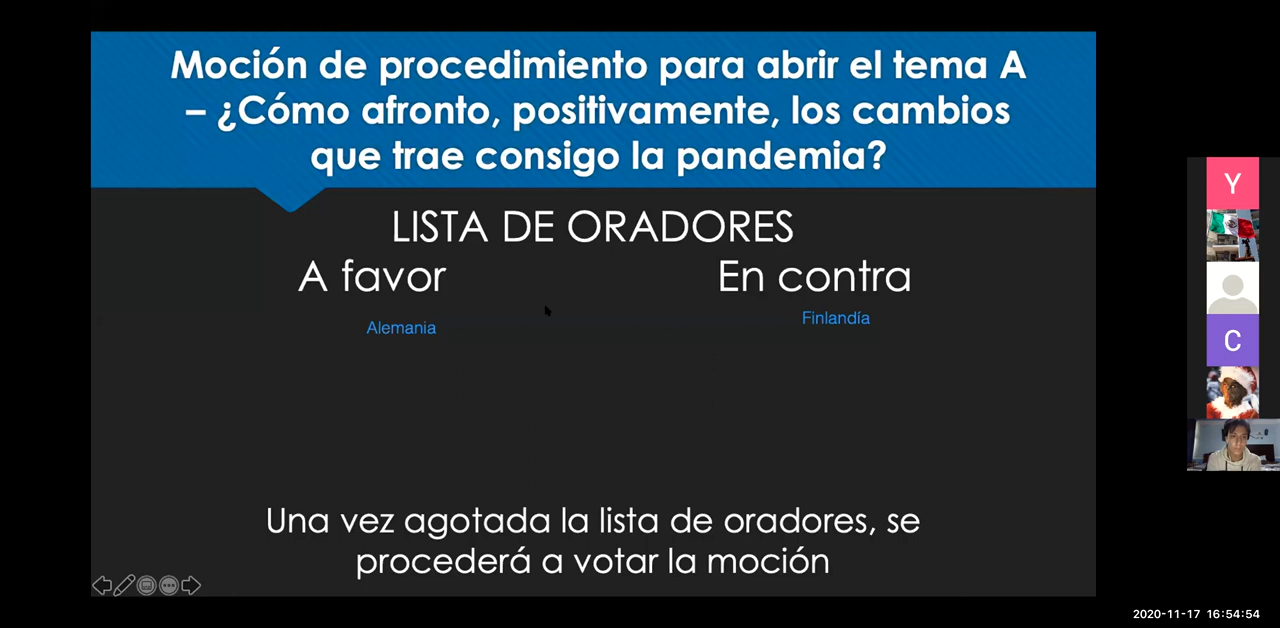 Moción de procedimiento para abrir el tema A
– ¿Cómo afronto, positivamente, los cambios
que trae consigo la pandemia?
LISTA DE ORADORES
A favor
En contra
Alemania
Finlandía
Una vez agotada la lista de oradores, se
procederá a votar la moción
Y
C
2020-11-17 16:54:54